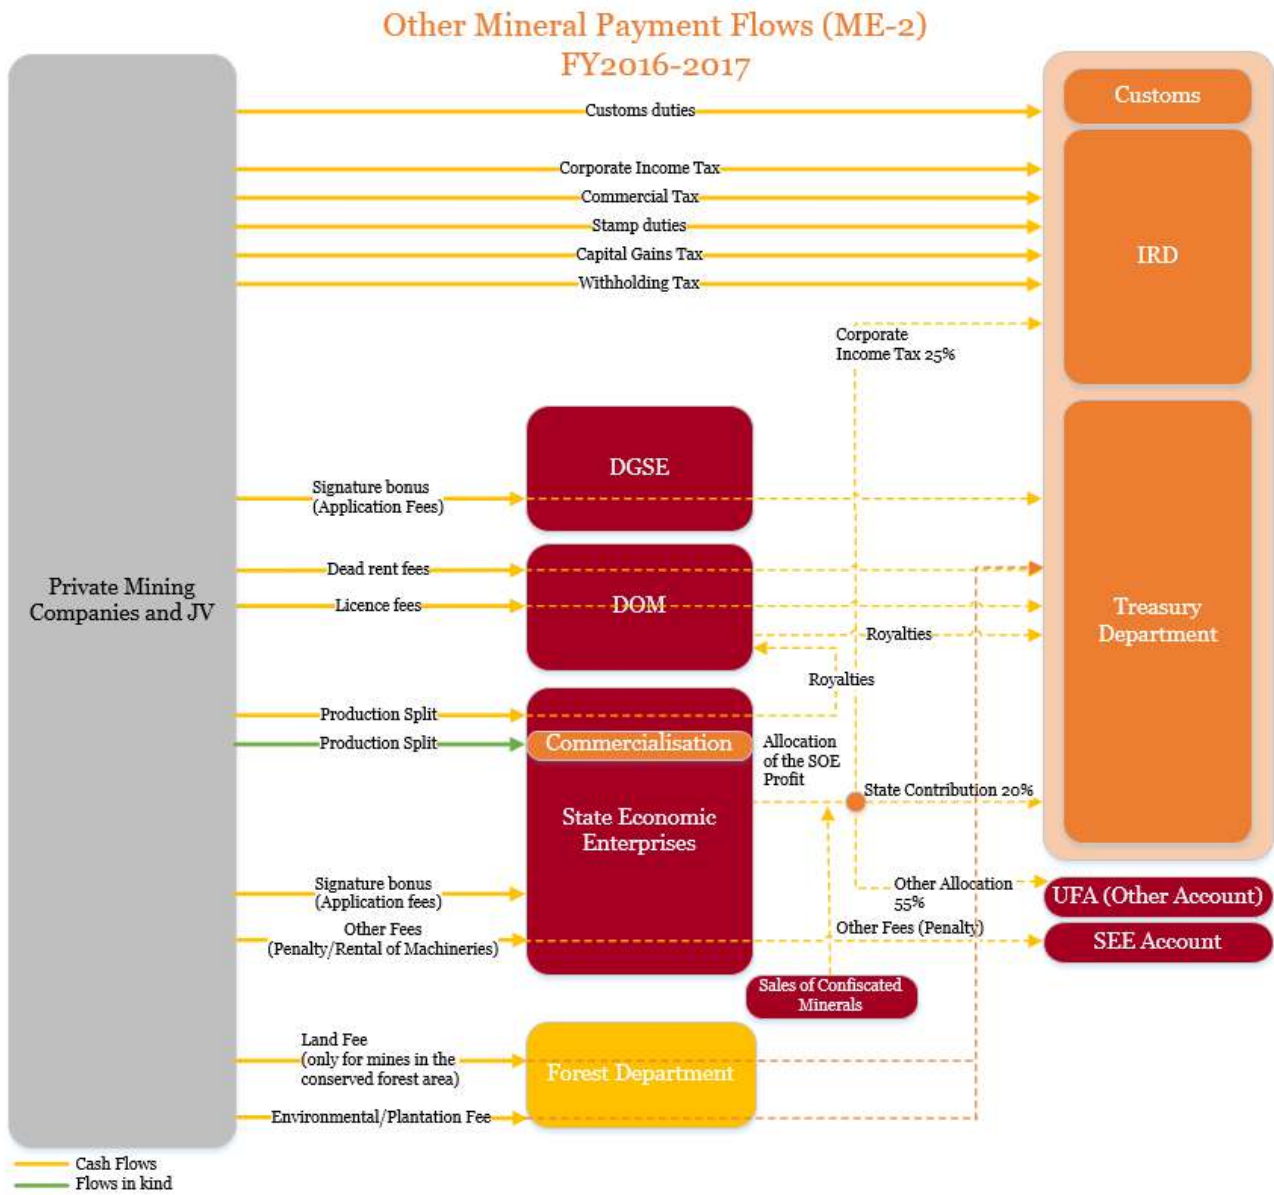 Other Mineral Payment Flows (ME-2)
FY2016-2017
Customs
Customs duties
Corporate Income Tax
Commercial Tax
Stamp duties
Capital Gains Tax
Withholding Tax
IRD
Corporate
Income Tax 25%
DGSE
Signature bonus
(Application Fees)
Private Mining
Companies and JV
Dead rent fees
Licence fees
DOM
Treasury
Department
Royalties
Royalties
Production Split
Production Split
Commercialisation
Allocation
of the SOE
Profit
State Contribution 20%
State Economic
Enterprises
Signature bonus
(Application fees)
Other Allocation
55%
UFA (Other Account)
Other Fees
(Penalty/Rental of Machineries)
Other Fees (Penalty)
SEE Account
Sales of Confiscated
Minerals
Land Fee
(only for mines in the
conserved forest area)
Forest Department
Environmental/Plantation Fee
Cash Flows
Flows in kind